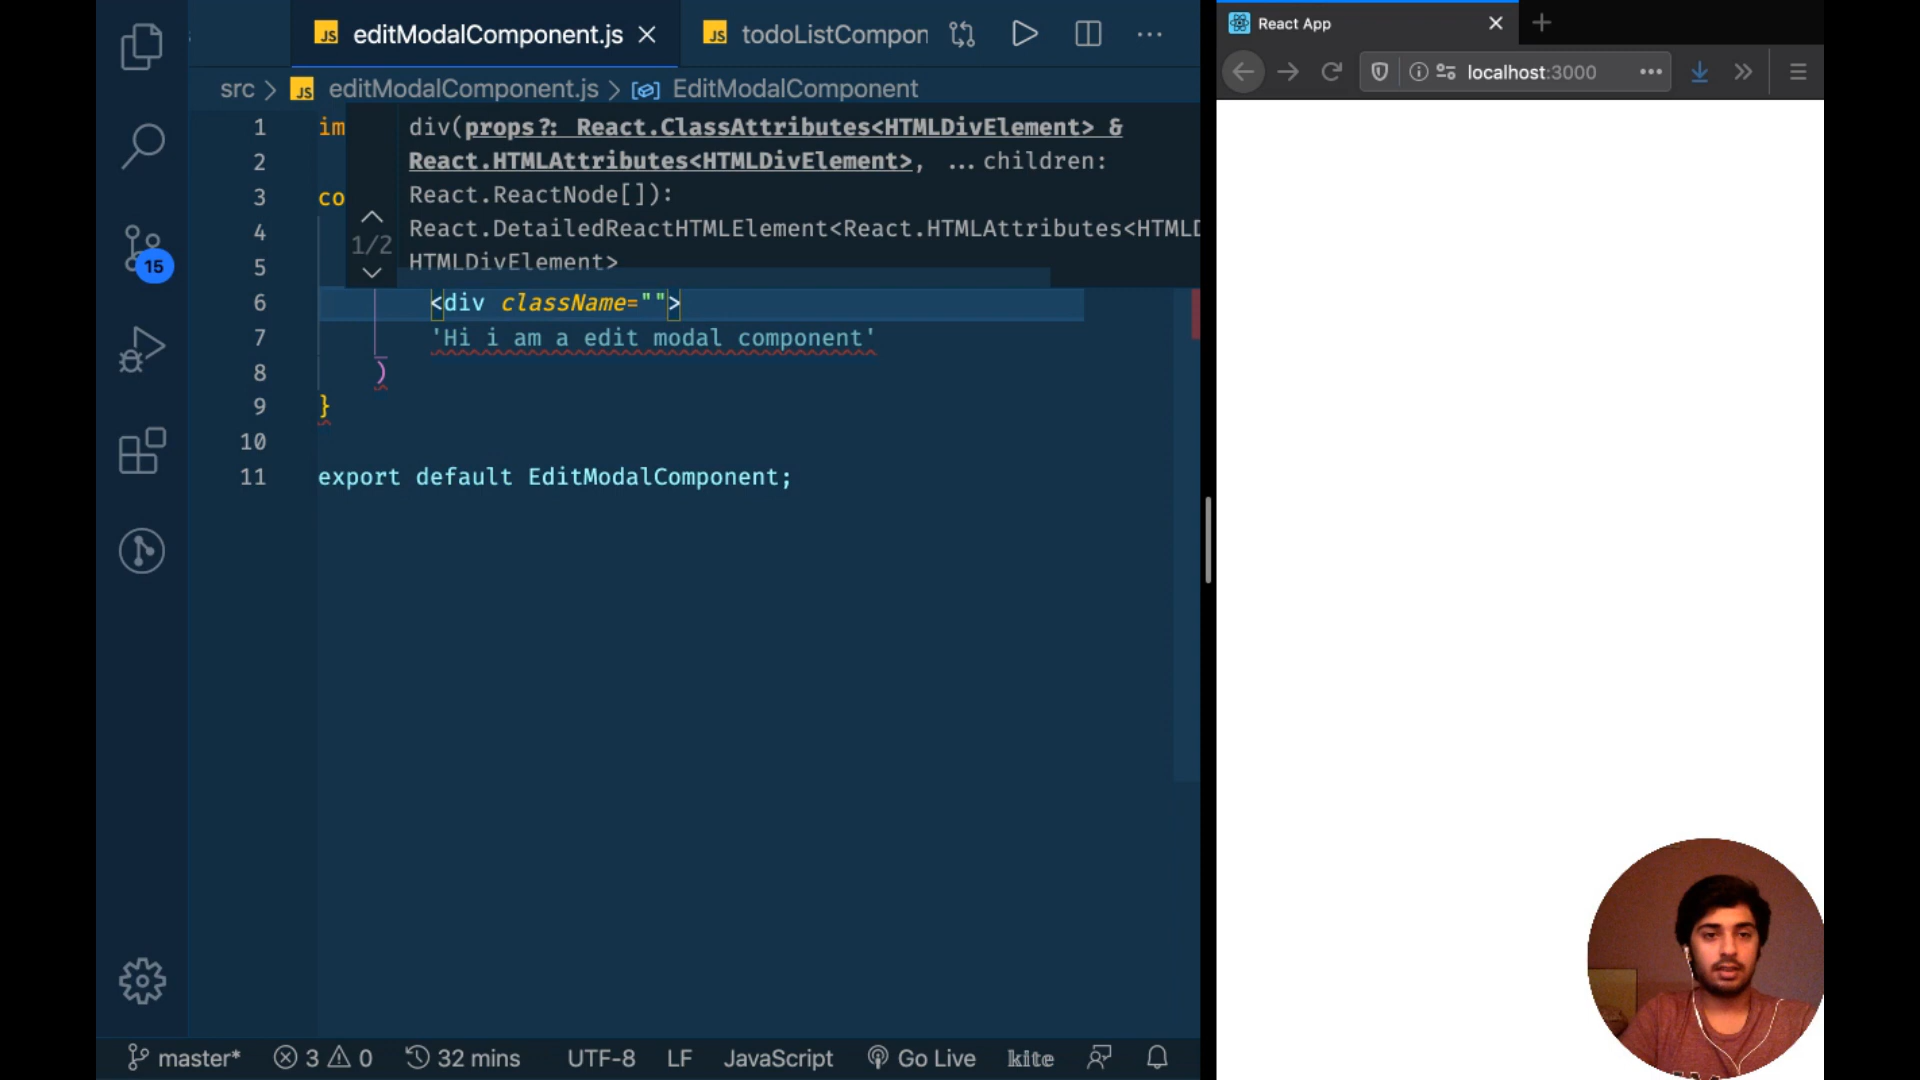 JS editModalComponent.js
JS todoListCompon
src > JS editModalComponent.js > EditModalComponent
1 im
2
3 co
4
5
div(props?: React.ClassAttributes<HTMLDivElement> &
React.HTMLAttributes<HTMLDivElement>, ...children:
React.ReactNode[]):
React.DetailedReactHTMLElement<React.HTMLAttributes<HTML
HTMLDivElement>
1/2
6 <div className="">
7 'Hi i am a edit modal component'
8 )
9 }
10
11 export default EditModalComponent;
15
master* 3 0 32 mins UTF-8 LF JavaScript Go Live kite
React App
localhost:3000